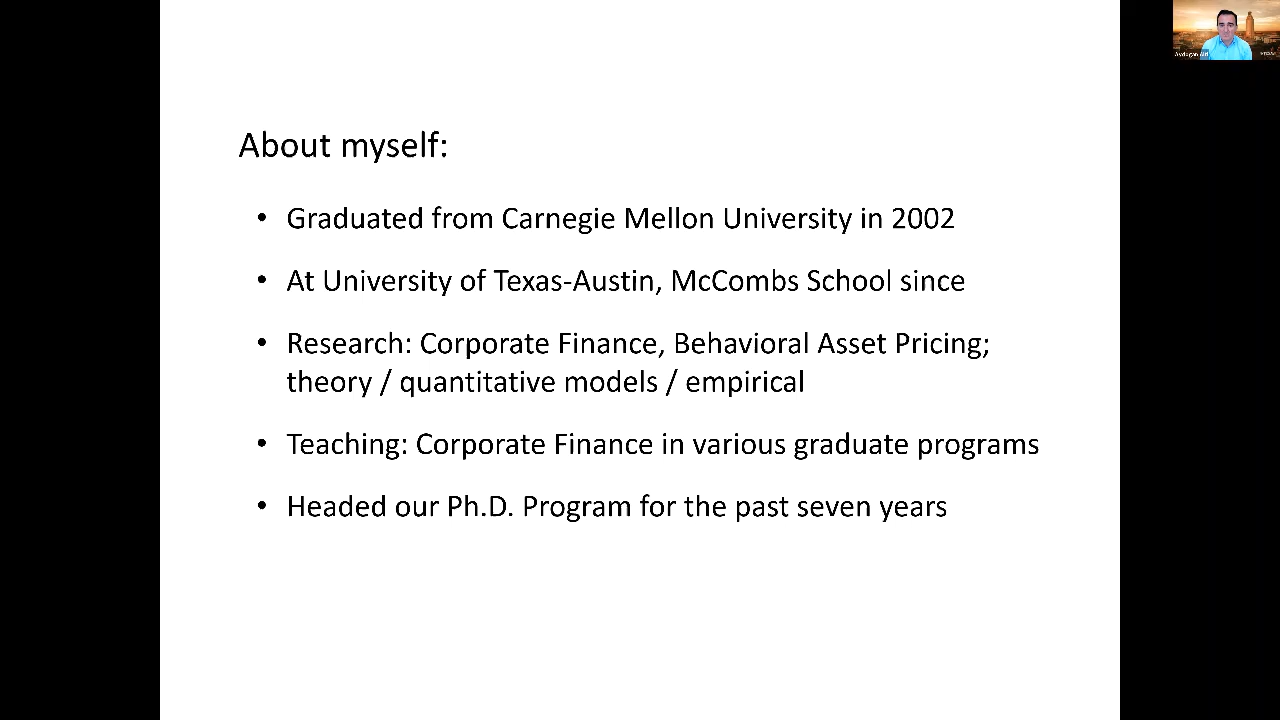 About myself:
• Graduated from Carnegie Mellon University in 2002
• At University of Texas-Austin, McCombs School since
• Research: Corporate Finance, Behavioral Asset Pricing;
theory / quantitative models / empirical
• Teaching: Corporate Finance in various graduate programs
• Headed our Ph.D. Program for the past seven years
Aydogan Alti